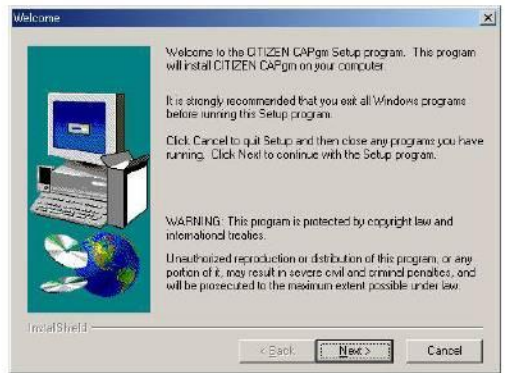 Welcome
Welcome to the CITIZEN CAPgm Setup program. This program
will install CITIZEN CAPgm on your computer.
It is strongly recommended that you exit all Windows programs
before running this Setup program.
Click Cancel to quit Setup and then close any programs you have
running. Click Next to continue with the Setup program.
WARNING: This program is protected by copyright law and
international treaties.
Unauthorized reproduction or distribution of this program, or any
portion of it, may result in severe civil and criminal penalties, and
will be prosecuted to the maximum extent possible under law.
InstallShield
< Back
Next >
Cancel